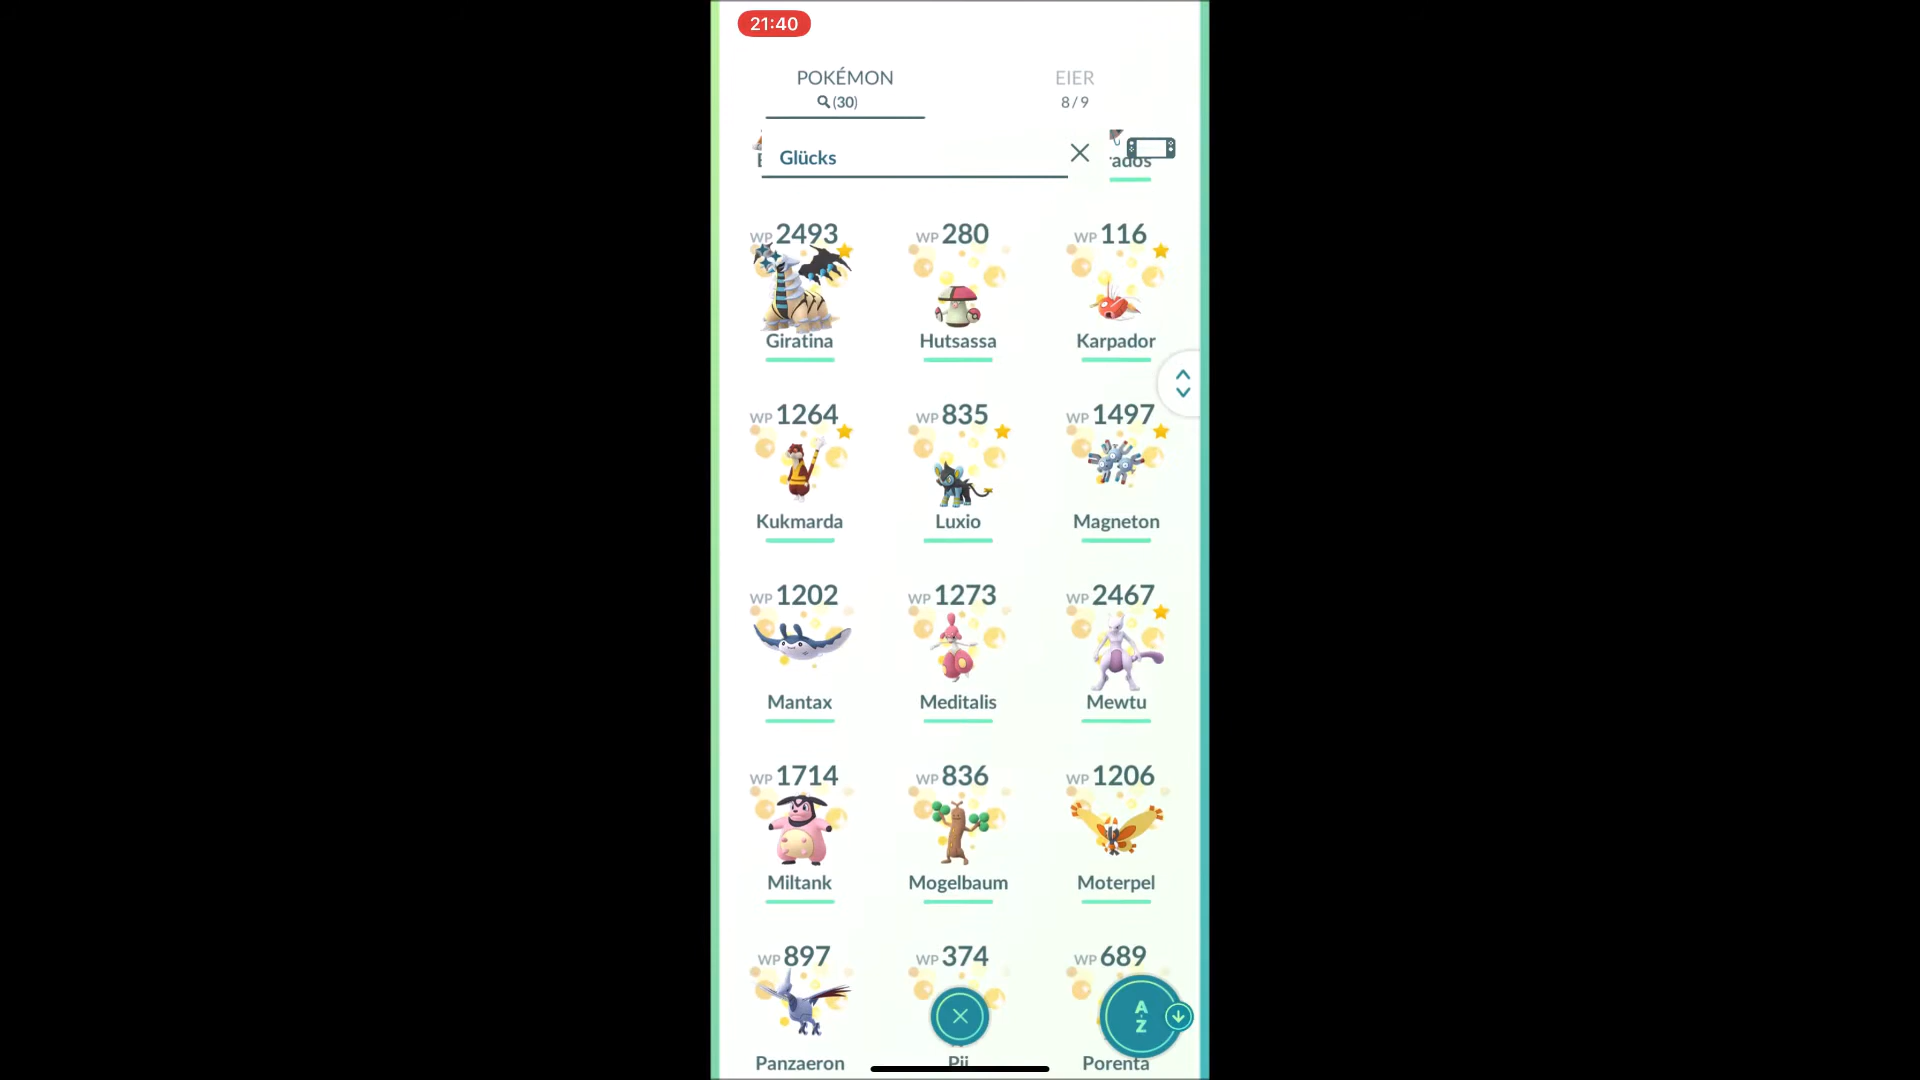 21:40
POKÉMON EIER
(30) 8/9
Glücks
WP 2493 WP 280 WP 116
Giratina Hutsassa Karpador
WP 1264 WP 835 WP 1497
Kukmarda Luxio Magneton
WP 1202 WP 1273 WP 2467
Mantax Meditalis Mewtu
WP 1714 WP 836 WP 1206
Miltank Mogelbaum Moterpel
WP 897 WP 374 WP 689
A
Z
Panzaeron Pii Porenta